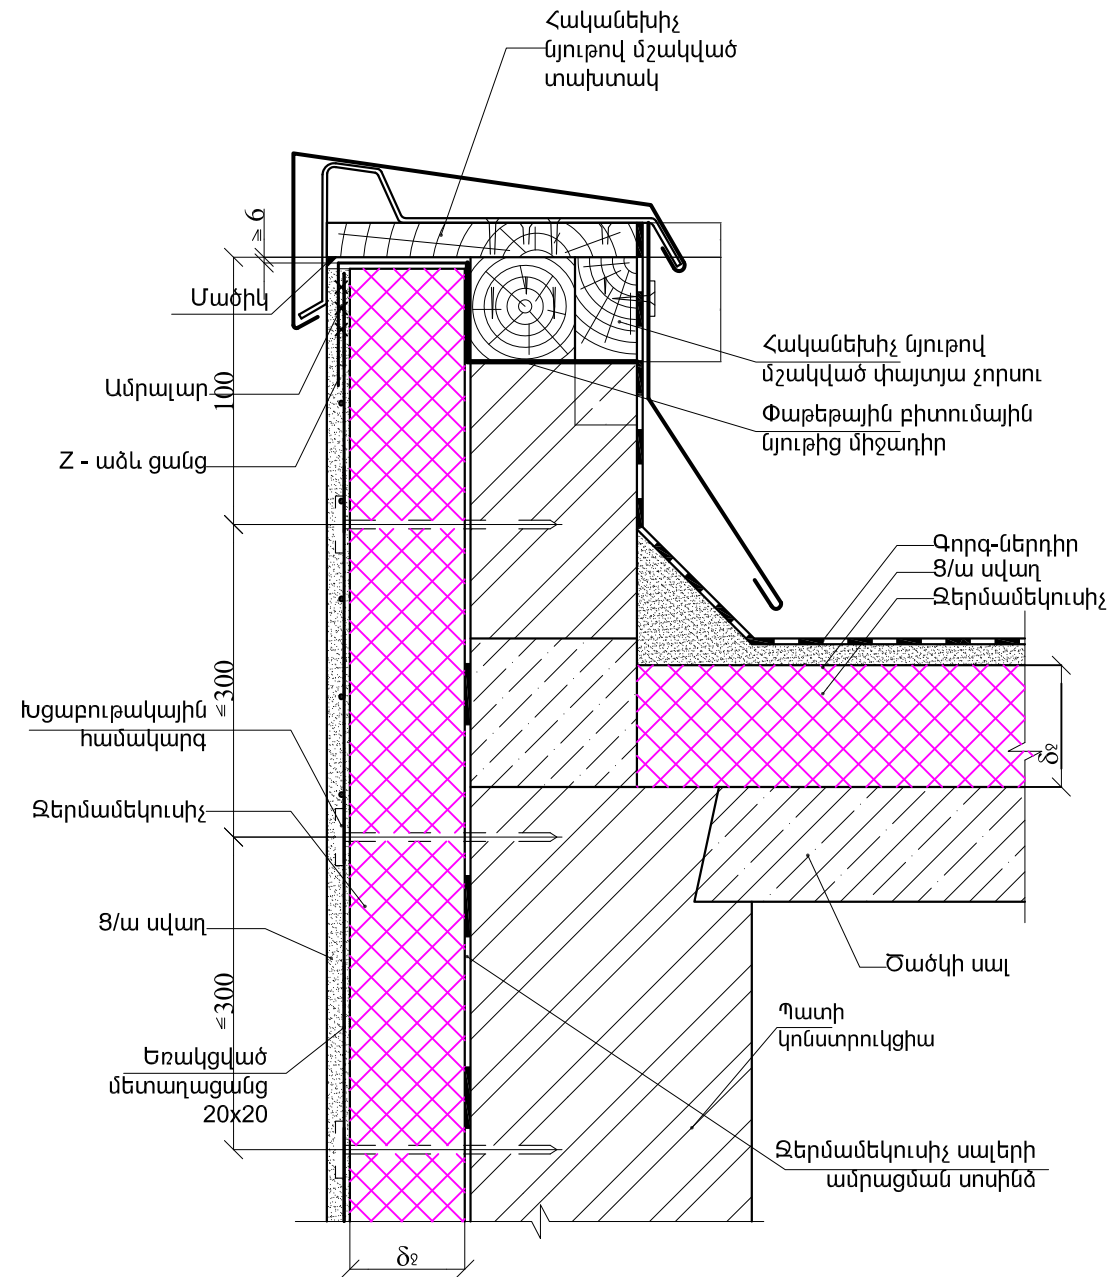 Հականեխիչ
նյութով մշակված
տախտակ
≥6
Մածիկ
Ամրալար
100
Z - աձև ցանց
Հականեխիչ նյութով
մշակված փայտյա չորսու
Փաթեթային բիտումային
նյութից միջադիր
Գորգ-ներդիր
Ց/ա սվաղ
Ջերմամեկուսիչ
≤300
Խցաբութակային
համակարգ
δջ
Ջերմամեկուսիչ
Ց/ա սվաղ
Ծածկի սալ
≤300
Պատի
կոնստրուկցիա
Եռակցված
մետաղացանց
20x20
Ջերմամեկուսիչ սալերի
ամրացման սոսինձ
δջ